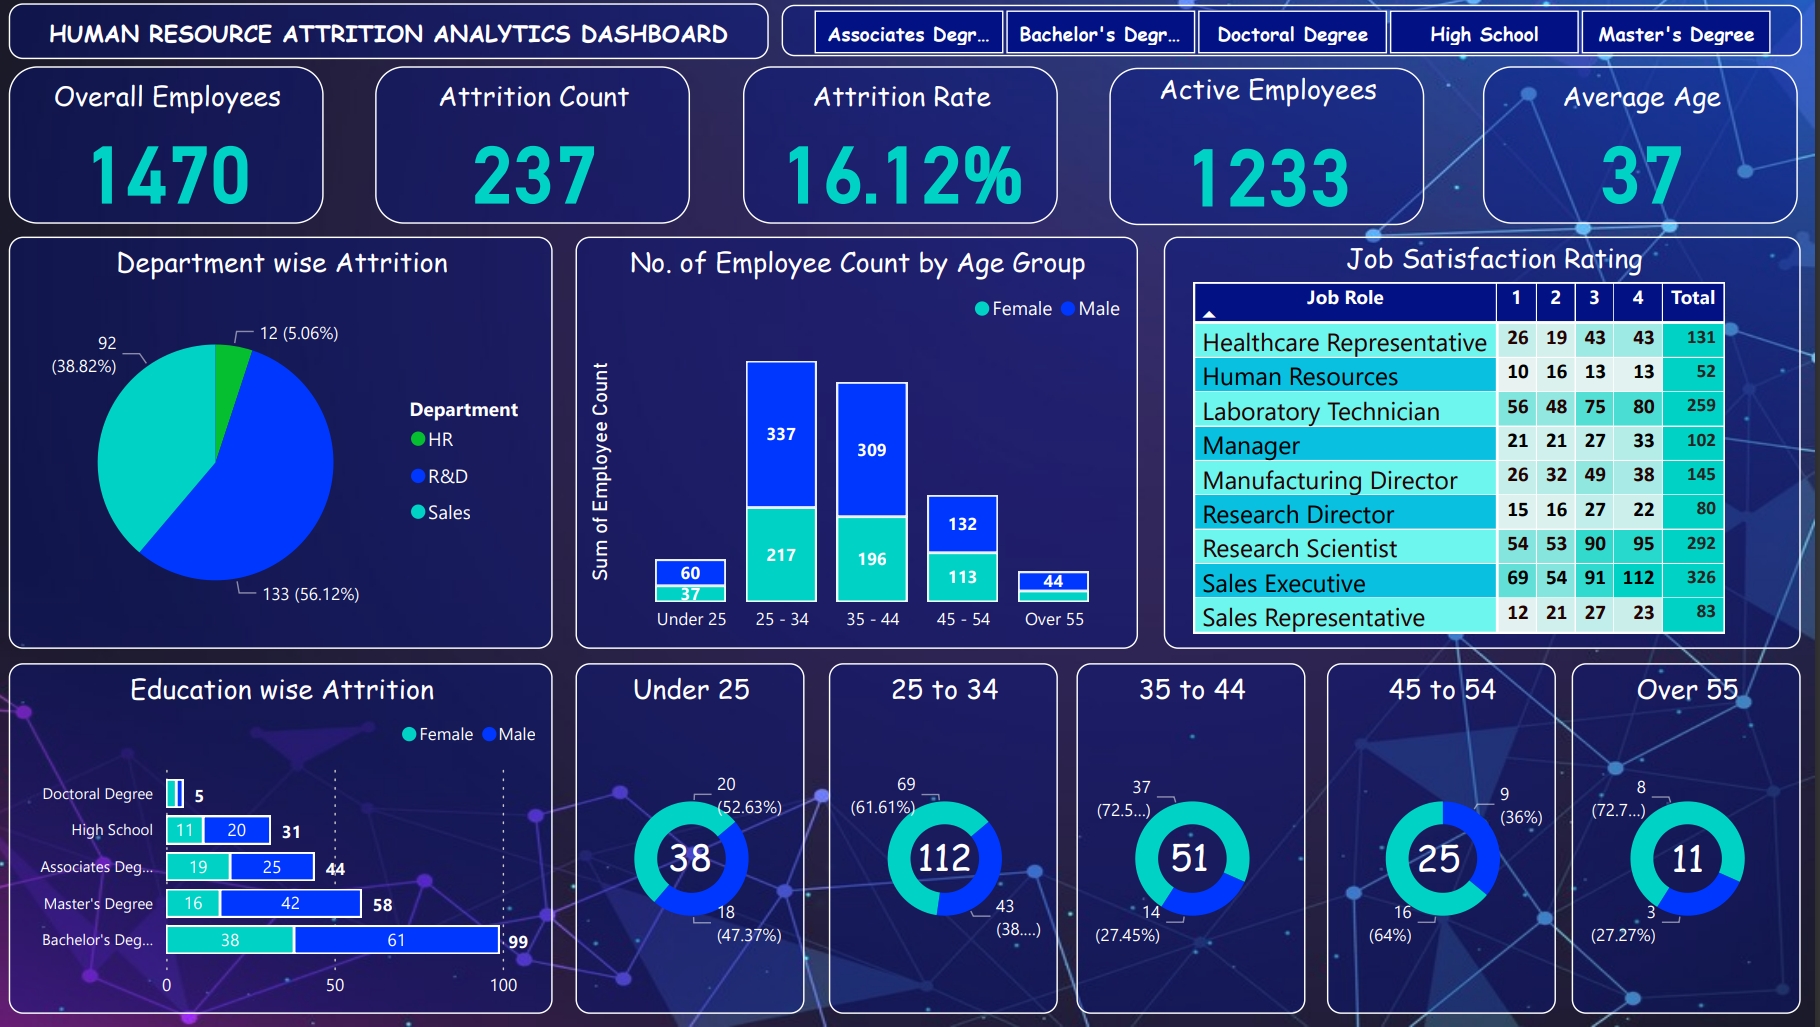 HUMAN RESOURCE ATTRITION ANALYTICS DASHBOARD
Associates Degr... Bachelor's Degr... Doctoral Degree High School Master's Degree
Overall Employees
1470
Attrition Count
237
Attrition Rate
16.12%
Active Employees
1233
Average Age
37
Department wise Attrition
12 (5.06%)
92
(38.82%)
133 (56.12%)
Department
HR
R&D
Sales
No. of Employee Count by Age Group
Female Male
Sum of Employee Count
337
309
132
60
44
217
196
113
37
Under 25 25 - 34 35 - 44 45 - 54 Over 55
Job Satisfaction Rating
Job Role 1 2 3 4 Total
Healthcare Representative 26 19 43 43 131
Human Resources 10 16 13 13 52
Laboratory Technician 56 48 75 80 259
Manager 21 21 27 33 102
Manufacturing Director 26 32 49 38 145
Research Director 15 16 27 22 80
Research Scientist 54 53 90 95 292
Sales Executive 69 54 91 112 326
Sales Representative 12 21 27 23 83
Education wise Attrition
Female Male
Doctoral Degree 5
High School 11 20 31
Associates Deg... 19 25 44
Master's Degree 16 42 58
Bachelor's Deg... 38 61 99
0 50 100
Under 25
20
(52.63%)
38
18
(47.37%)
25 to 34
69
(61.61%)
112
43
(38....)
35 to 44
37
(72.5...)
51
14
(27.45%)
45 to 54
9
(36%)
25
16
(64%)
Over 55
8
(72.7...)
11
3
(27.27%)